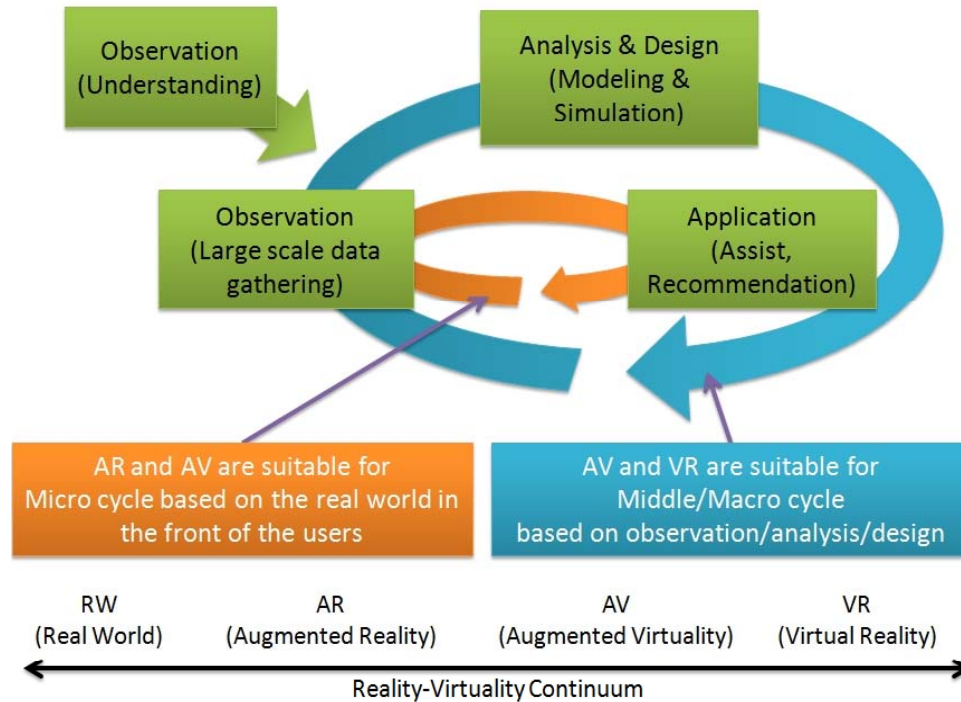 Observation
(Understanding)
Analysis & Design
(Modeling &
Simulation)
Observation
(Large scale data
gathering)
Application
(Assist,
Recommendation)
AR and AV are suitable for
Micro cycle based on the real world in
the front of the users
AV and VR are suitable for
Middle/Macro cycle
based on observation/analysis/design
RW
(Real World)
AR
(Augmented Reality)
AV
(Augmented Virtuality)
VR
(Virtual Reality)
Reality-Virtuality Continuum